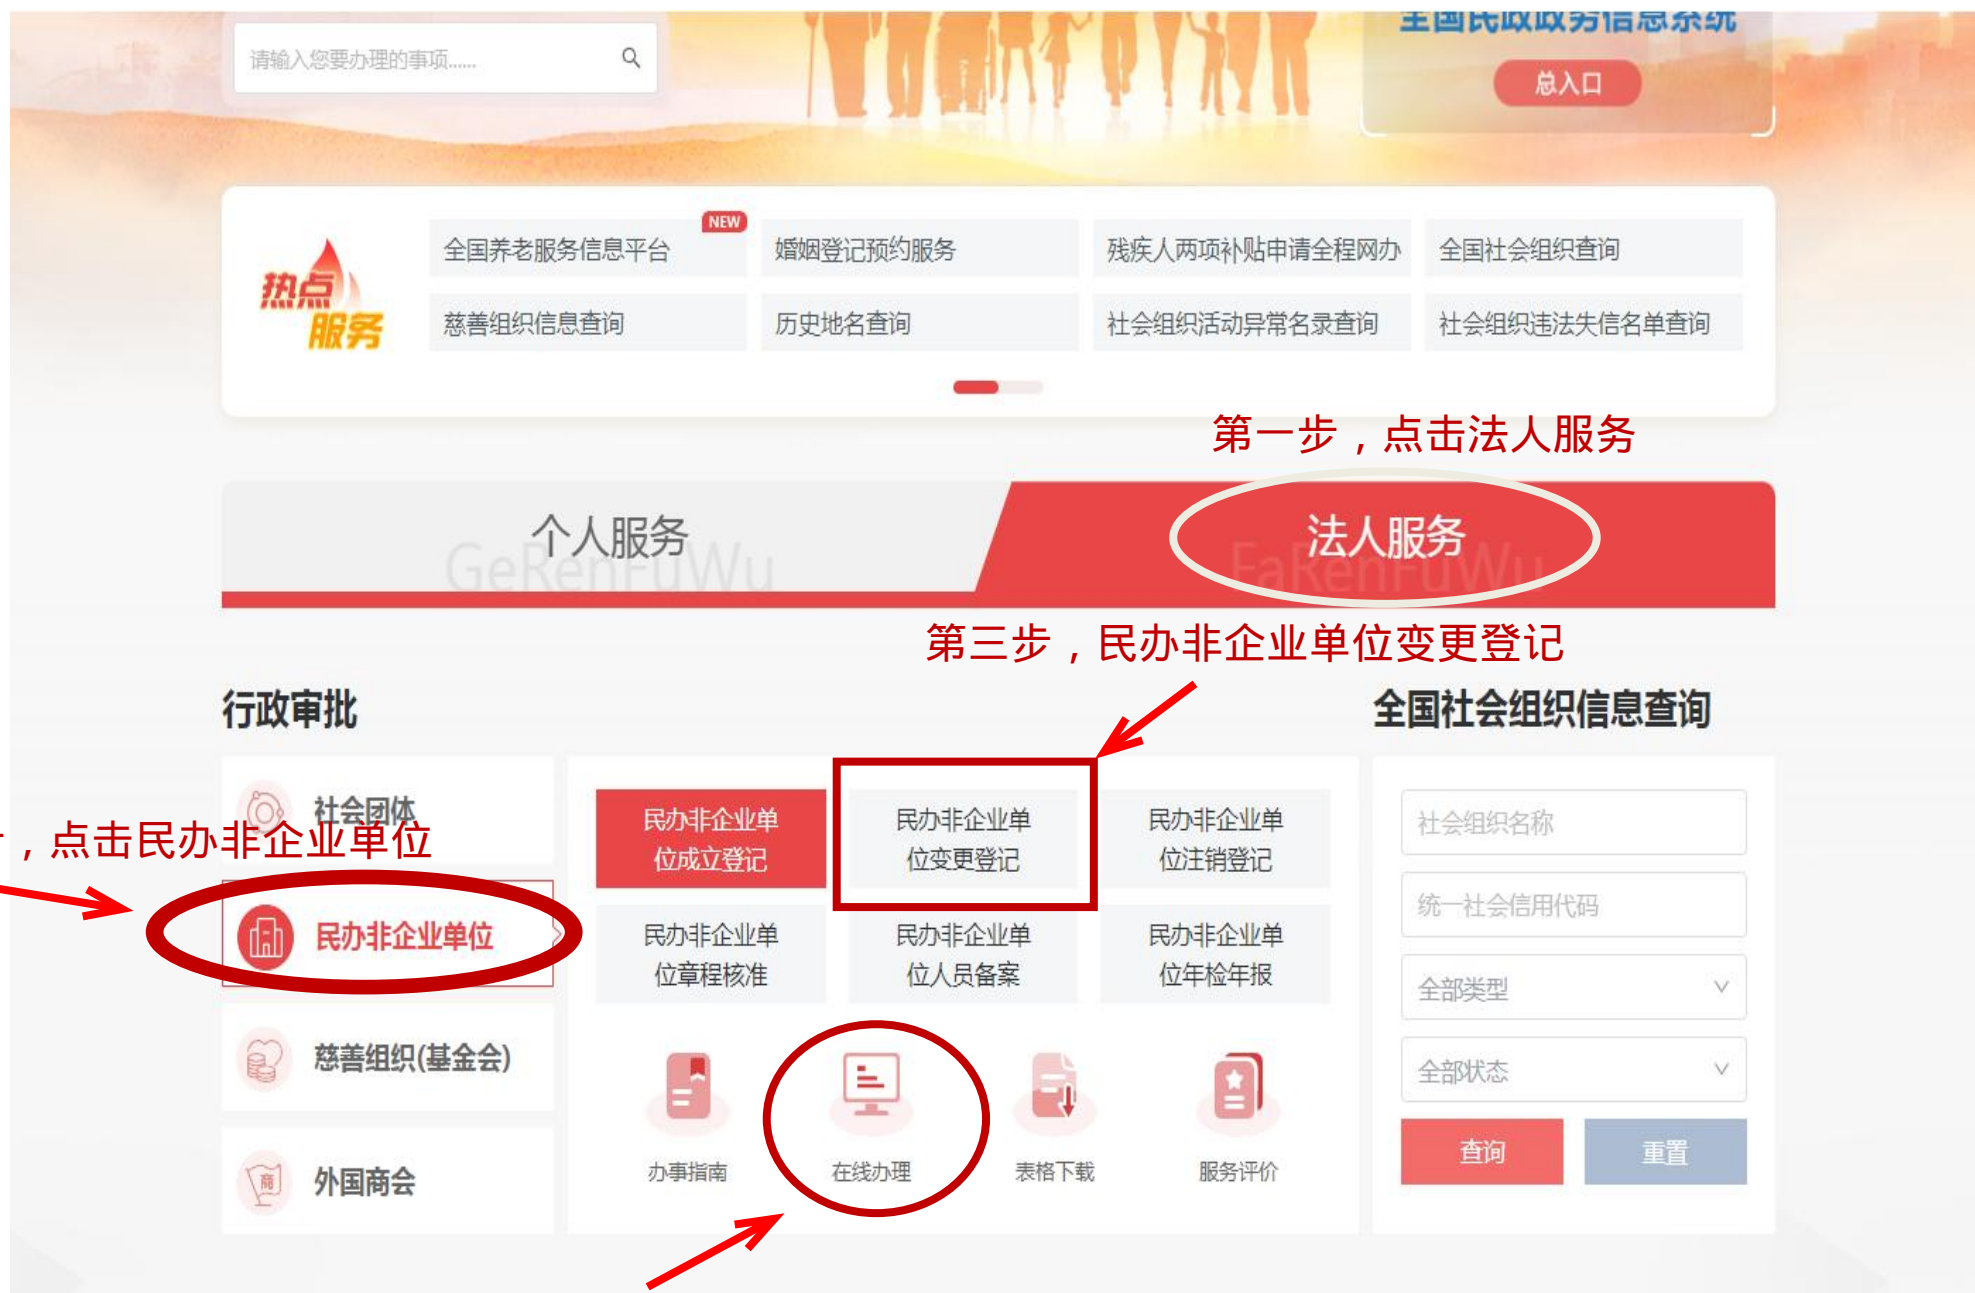 全国民政政务信息系统
请输入您要办理的事项......
总入口
热点
服务
全国养老服务信息平台
NEW
婚姻登记预约服务
残疾人两项补贴申请全程网办
全国社会组织查询
慈善组织信息查询
历史地名查询
社会组织活动异常名录查询
社会组织违法失信名单查询
第一步，点击法人服务
个人服务
GeRenFuWu
法人服务
FaRenFuWu
第三步，民办非企业单位变更登记
行政审批
全国社会组织信息查询
社会团体
，点击民办非企业单位
民办非企业单位
慈善组织(基金会)
商
外国商会
民办非企业单
位成立登记
民办非企业单
位变更登记
民办非企业单
位注销登记
民办非企业单
位章程核准
民办非企业单
位人员备案
民办非企业单
位年检年报
办事指南
在线办理
表格下载
服务评价
社会组织名称
统一社会信用代码
全部类型
全部状态
查询
重置